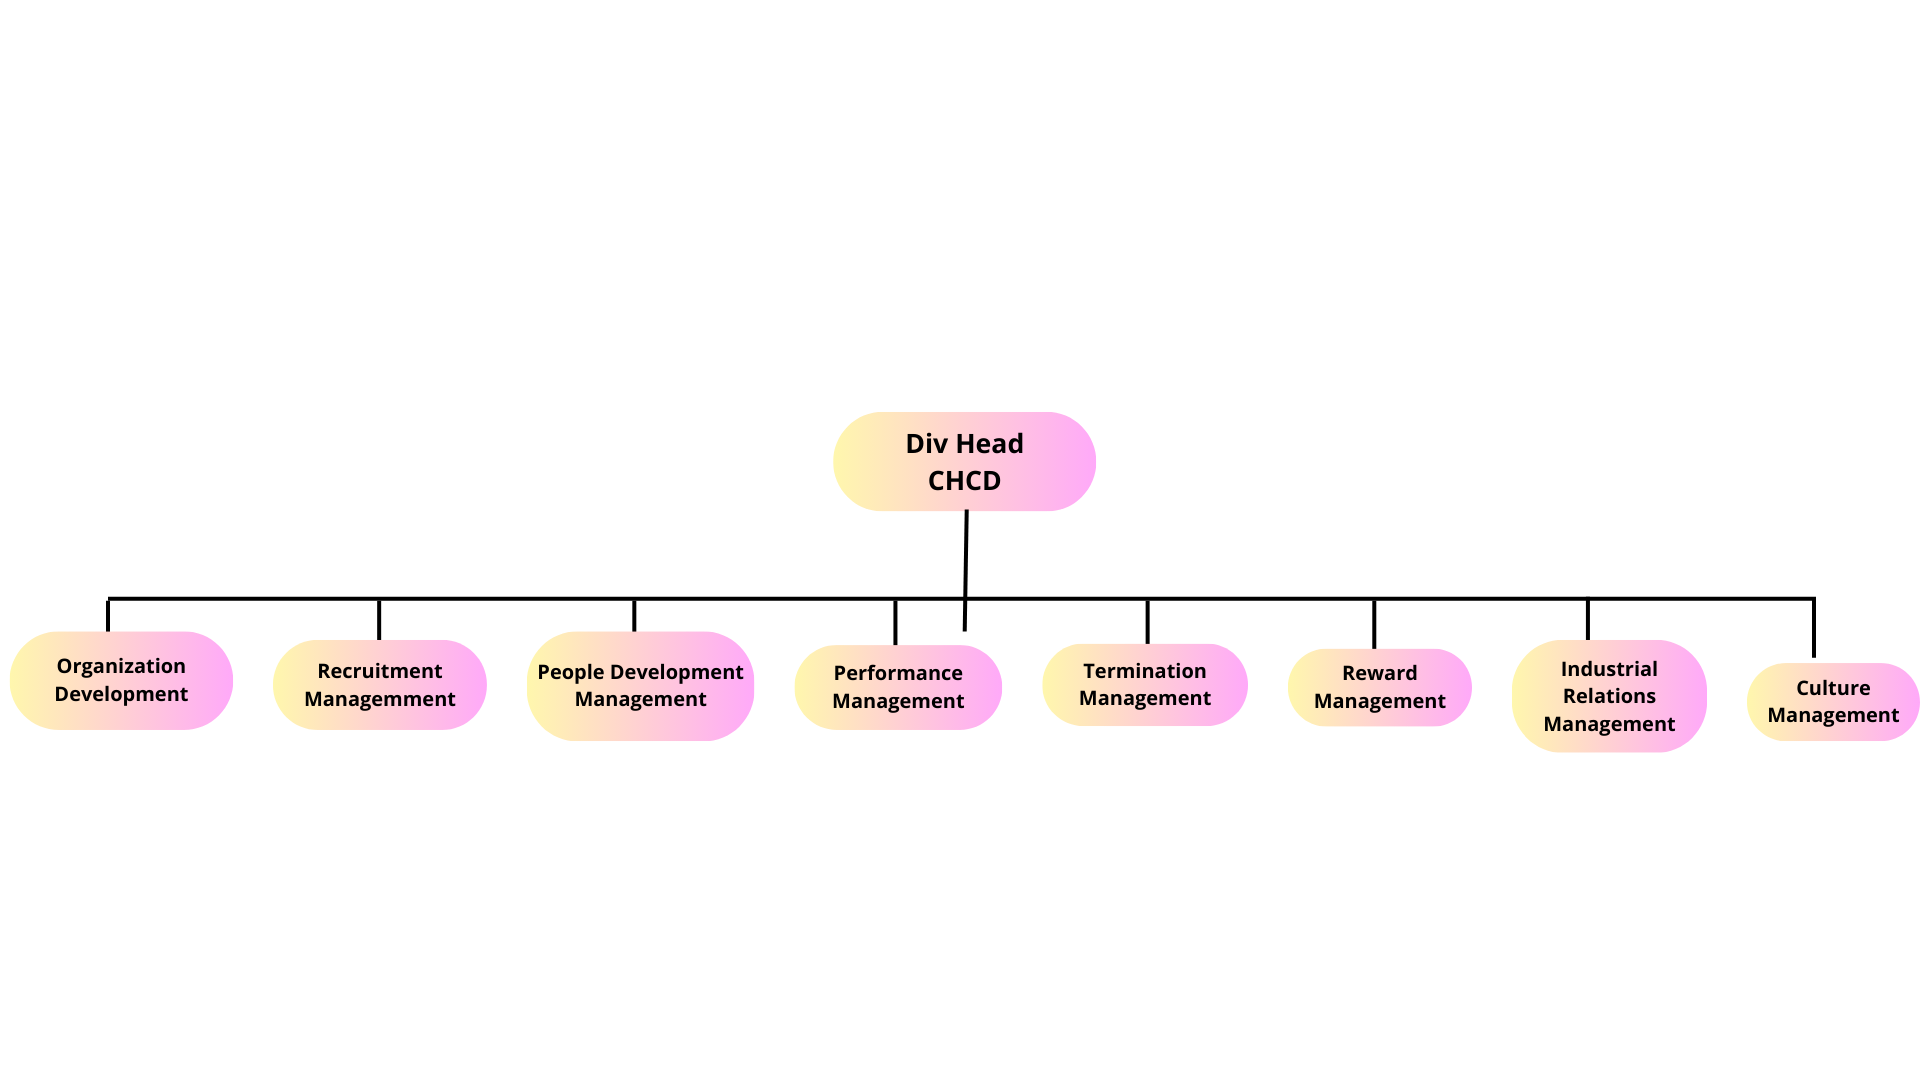 Div Head
CHCD
Organization
Development
Recruitment
Managemment
People Development
Management
Performance
Management
Termination
Management
Reward
Management
Industrial
Relations
Management
Culture
Management